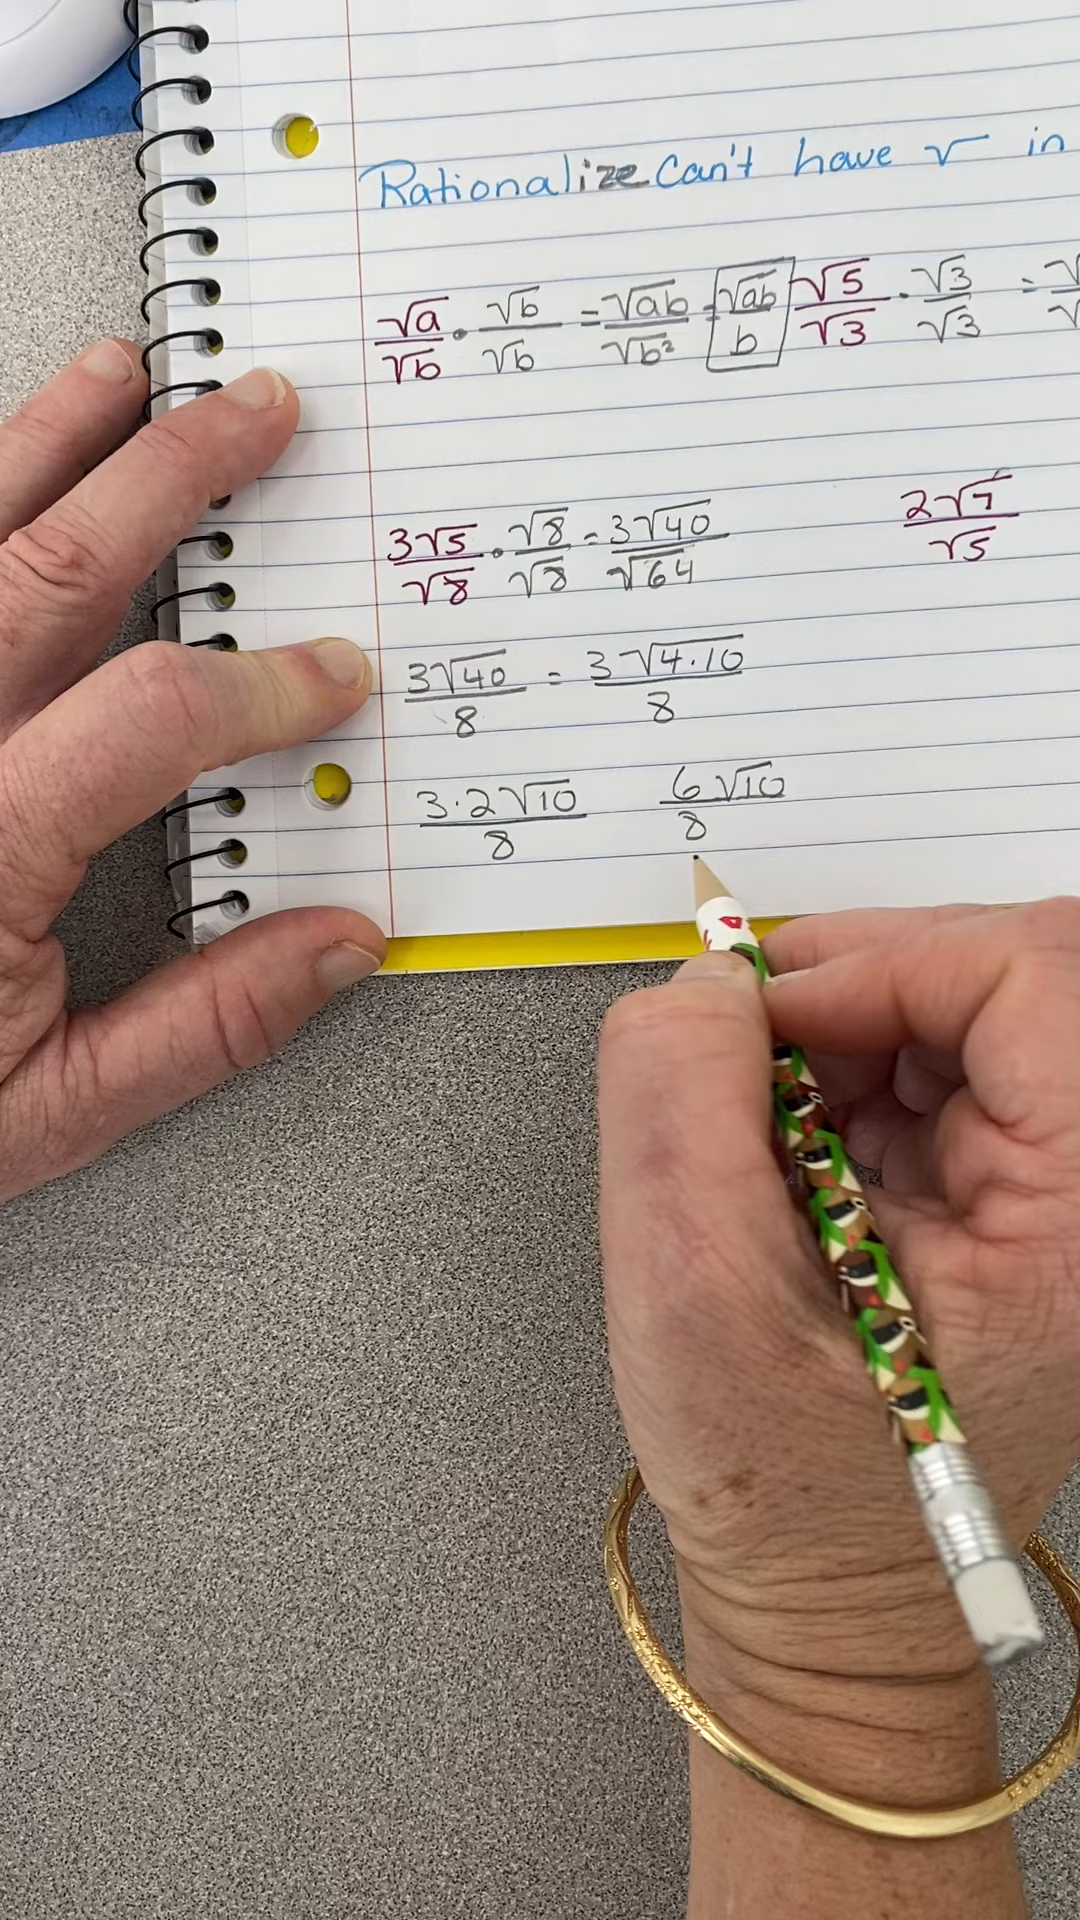 Rationalize Can't have √ in
√a/√b · √b/√b = √ab/√b² = √ab/b √5/√3 · √3/√3 = √
3√5/√8 · √8/√8 = 3√40/√64 2√7/√5
3√40/8 = 3√4·10/8
3·2√10/8 6√10/8